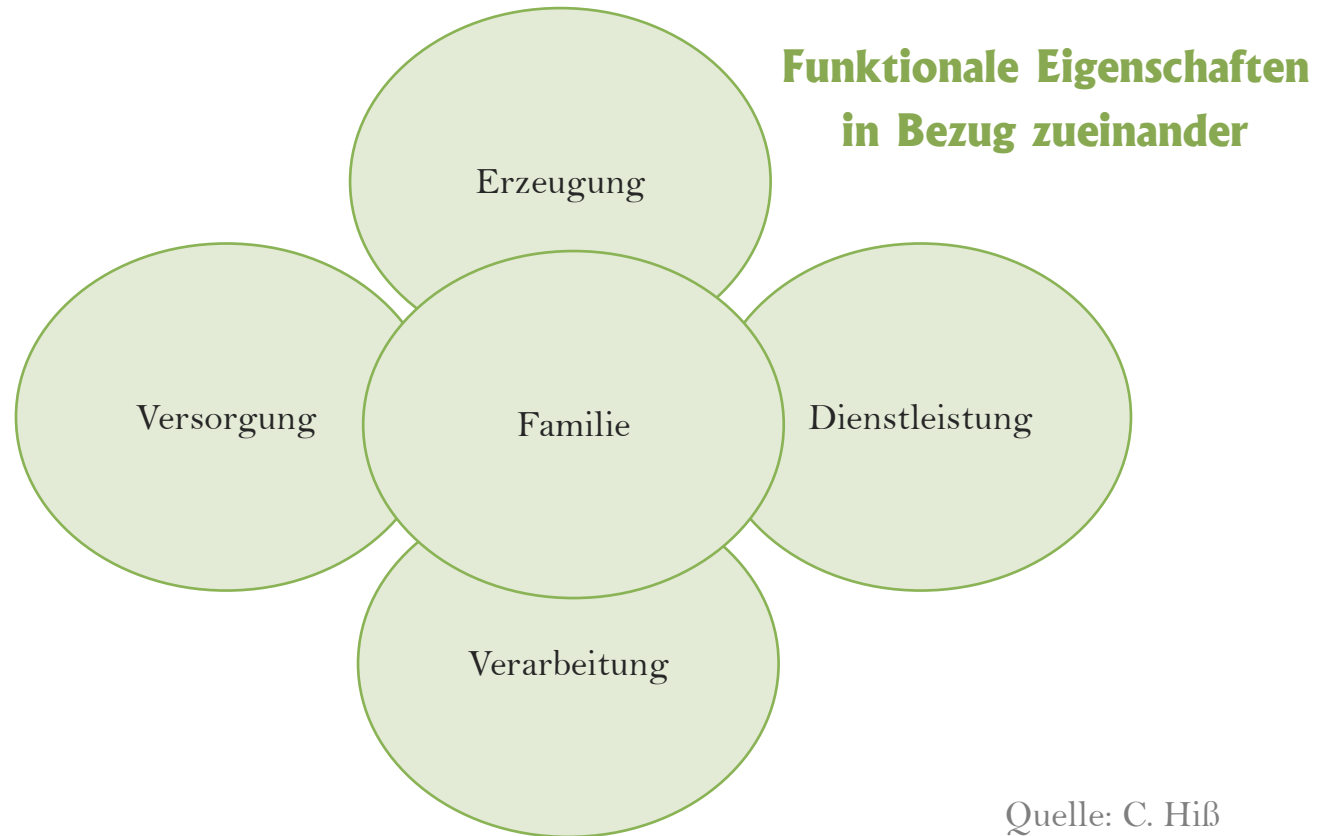 Funktionale Eigenschaften
in Bezug zueinander
Erzeugung
Versorgung
Familie
Dienstleistung
Verarbeitung
Quelle: C. Hiß